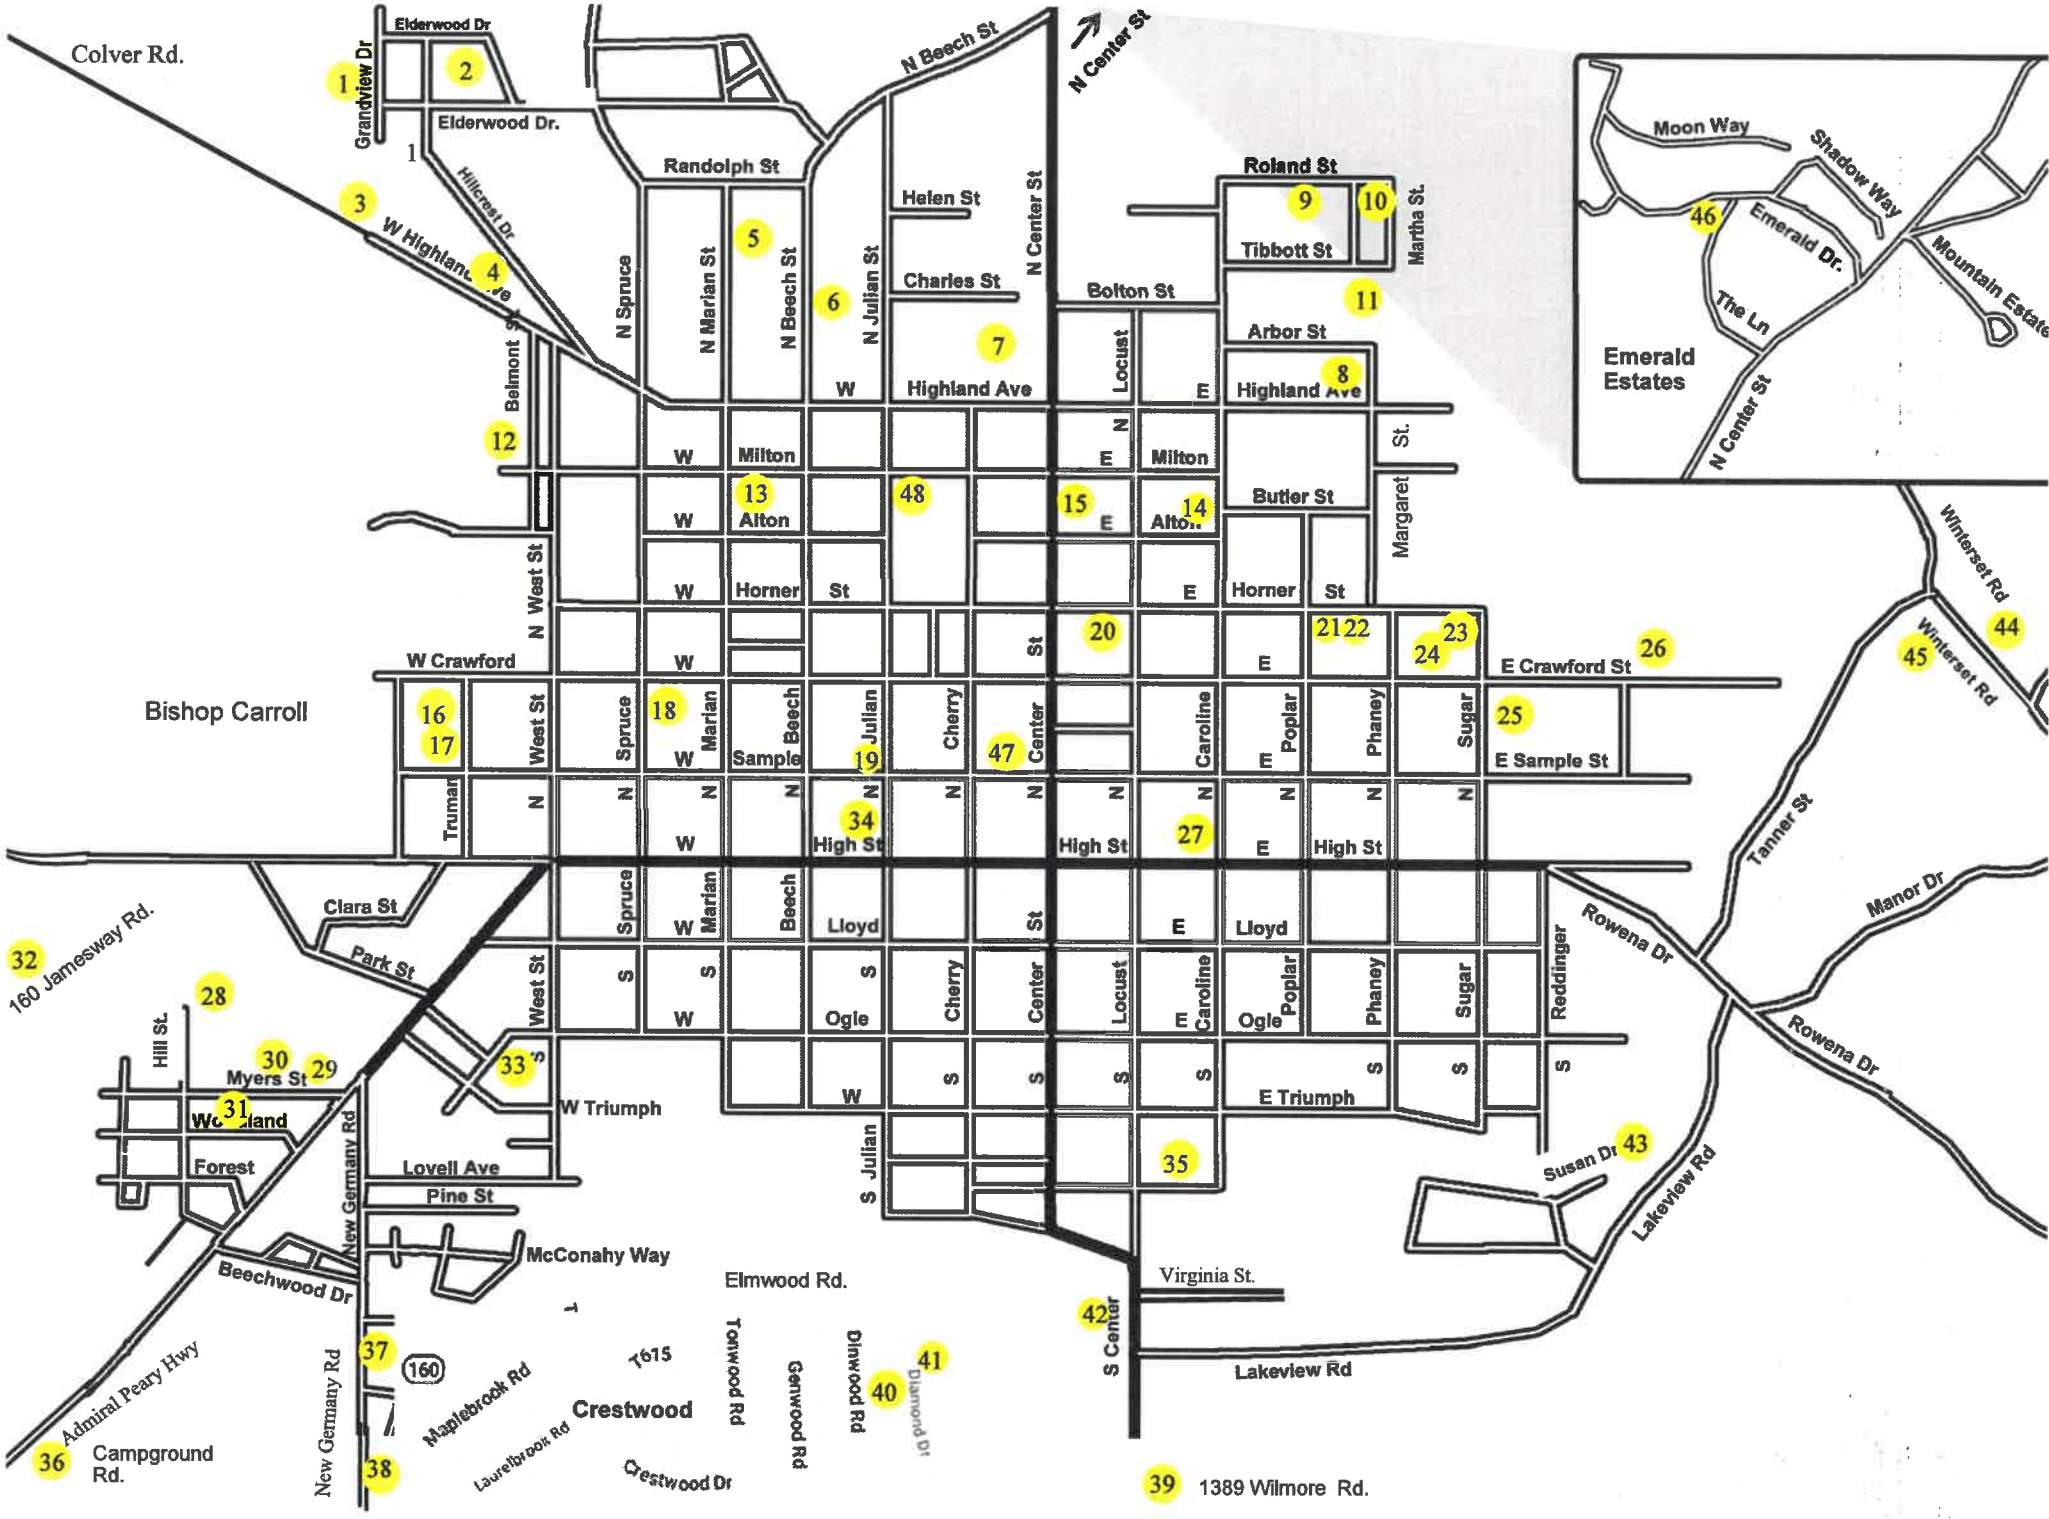 Elderwood Dr
N Beech St
N Center St
Colver Rd.
1
Grandview Dr
2
Elderwood Dr.
Moon Way
Shadow Way
1
Randolph St
Roland St
Hillcrest Dr
3
W Highland
4
5
Helen St
N Center St
9
10
Martha St.
46
Emerald Dr.
Tibbott St
Mountain Estate
N Spruce
N Marian St
N Beech St
6
N Julian St
Charles St
Bolton St
11
The Ln
7
Arbor St
Emerald
Estates
Belmont St
W
Highland Ave
Locust
E
8
Highland Ave
N Center St
12
N
Margaret St.
W
Milton
E
Milton
13
48
15
14
Butler St
W
Alton
E
Alton
Winterset Rd
N West St
W
Horner
St
E
Horner
St
20
21
22
23
24
26
44
45
Winterset Rd
W Crawford
W
St
E
E Crawford St
Bishop Carroll
16
17
West St
Spruce
18
Marian
Beech
Julian
Cherry
Center
Caroline
Poplar
Phaney
Sugar
25
W
Sample
19
47
E
E Sample St
Truman
N
N
N
N
N
N
N
N
N
N
N
N
34
27
Tanner St
W
High St
High St
E
High St
Clara St
Spruce
W
Marian
Beech
Lloyd
St
E
Lloyd
Manor Dr
Rowena Dr
32
160 Jamesway Rd.
Park St
West St
S
S
S
Cherry
Center
Locust
Caroline
Poplar
Phaney
Sugar
Reddinger
28
Hill St.
W
Ogle
E
Ogle
Rowena Dr
30
29
33
S
Myers St
31
Woodland
W Triumph
W
S
S
S
S
E Triumph
S
S
S
Forest
New Germany Rd
Lovell Ave
S Julian
35
Susan Dr
43
Lakeview Rd
Pine St
McConahy Way
Beechwood Dr
Elmwood Rd.
Virginia St.
T
42
S Center
37
160
Maplebrook Rd
T615
Tonwood Rd
Genwood Rd
Dinwood Rd
40
41
Diamond Dr
Lakeview Rd
Admiral Peary Hwy
New Germany Rd
Crestwood
Laurelbrook Rd
Crestwood Dr
36
Campground
Rd.
38
39
1389 Wilmore Rd.